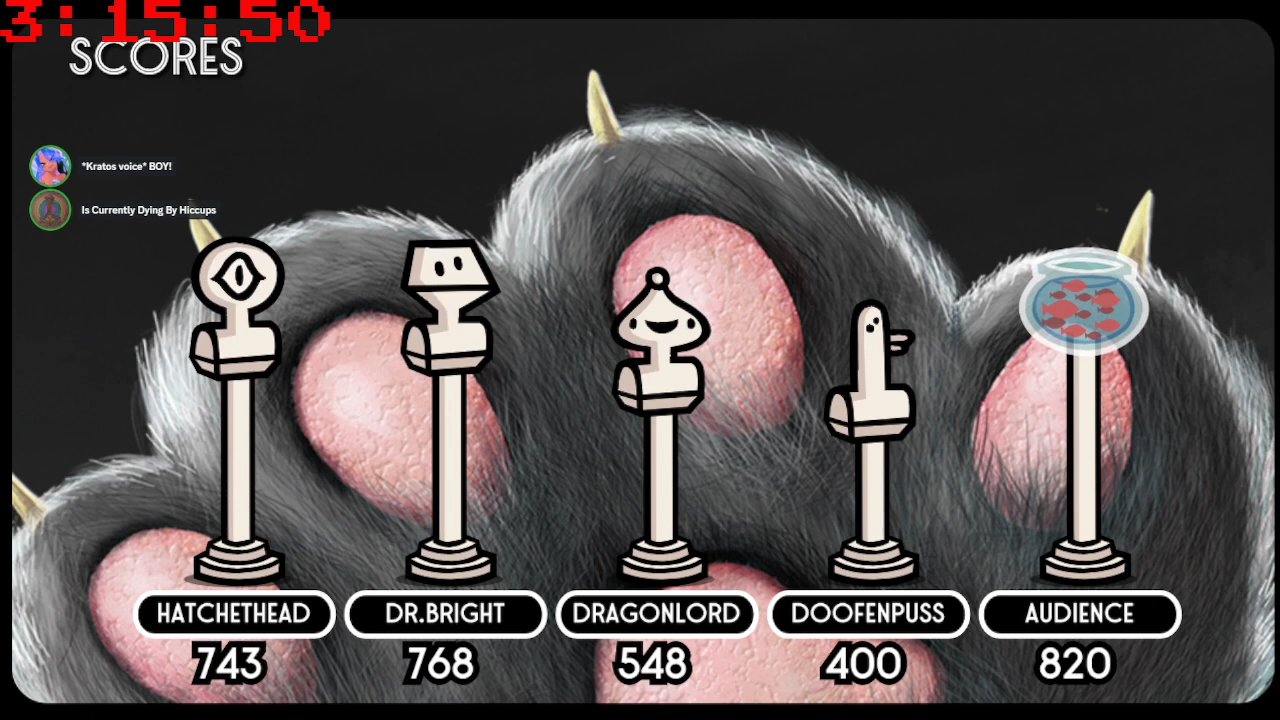 3:15:50
SCORES
*Kratos voice* BOY!
Is Currently Dying By Hiccups
HATCHETHEAD DR.BRIGHT DRAGONLORD DOOFENPUSS AUDIENCE
743 768 548 400 820